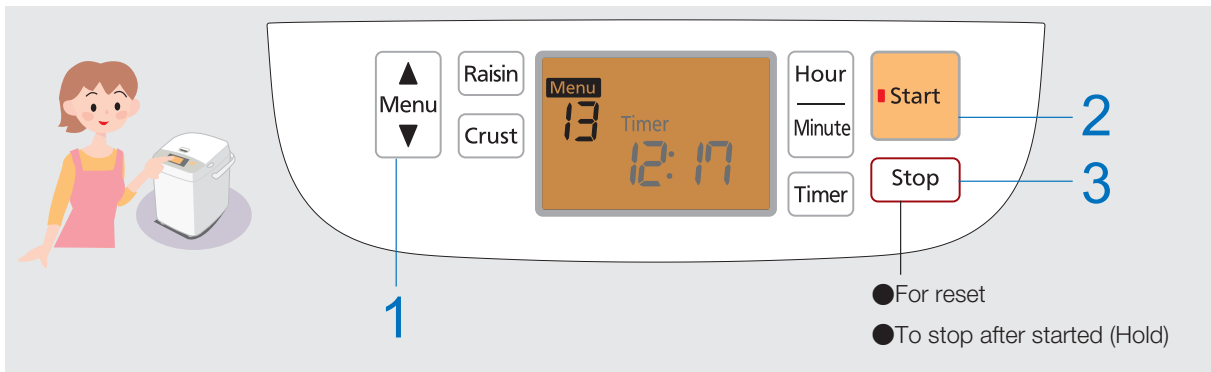 ▲
Menu
▼
Raisin
Crust
Menu
13
Timer
12:17
Hour
Minute
Timer
Start
Stop
1
2
3
●For reset
●To stop after started (Hold)